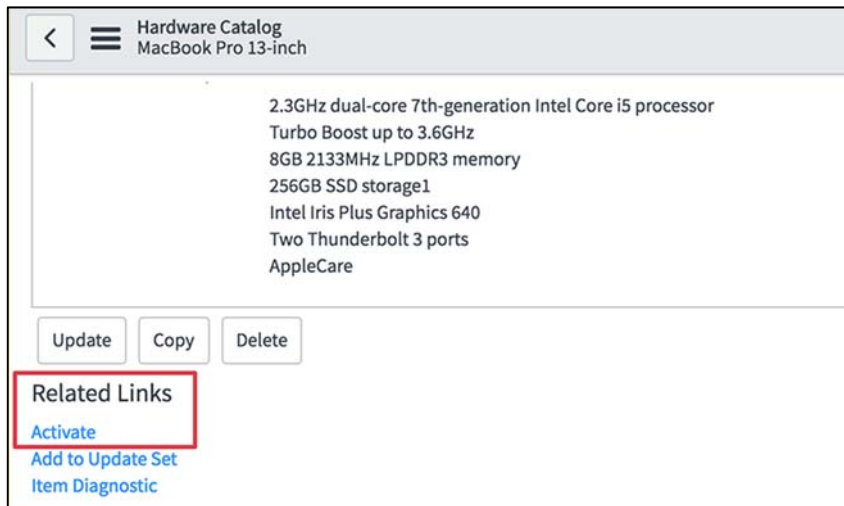 Hardware Catalog
MacBook Pro 13-inch
2.3GHz dual-core 7th-generation Intel Core i5 processor
Turbo Boost up to 3.6GHz
8GB 2133MHz LPDDR3 memory
256GB SSD storage1
Intel Iris Plus Graphics 640
Two Thunderbolt 3 ports
AppleCare
Update Copy Delete
Related Links
Activate
Add to Update Set
Item Diagnostic